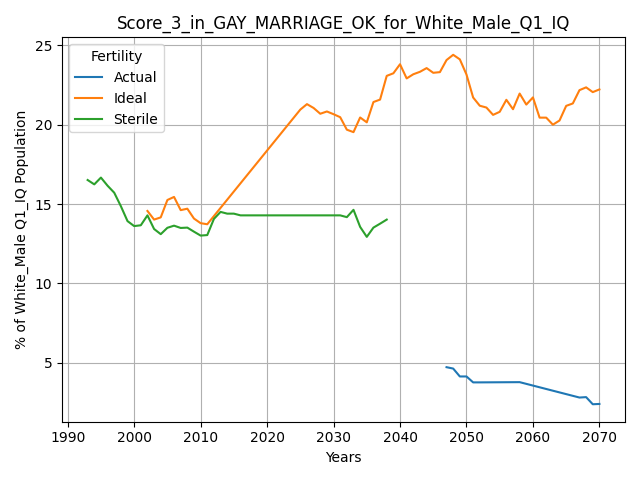 Score_3_in_GAY_MARRIAGE_OK_for_White_Male_Q1_IQ
Fertility
Actual
Ideal
Sterile
% of White_Male Q1_IQ Population
25
20
15
10
5
1990 2000 2010 2020 2030 2040 2050 2060 2070
Years